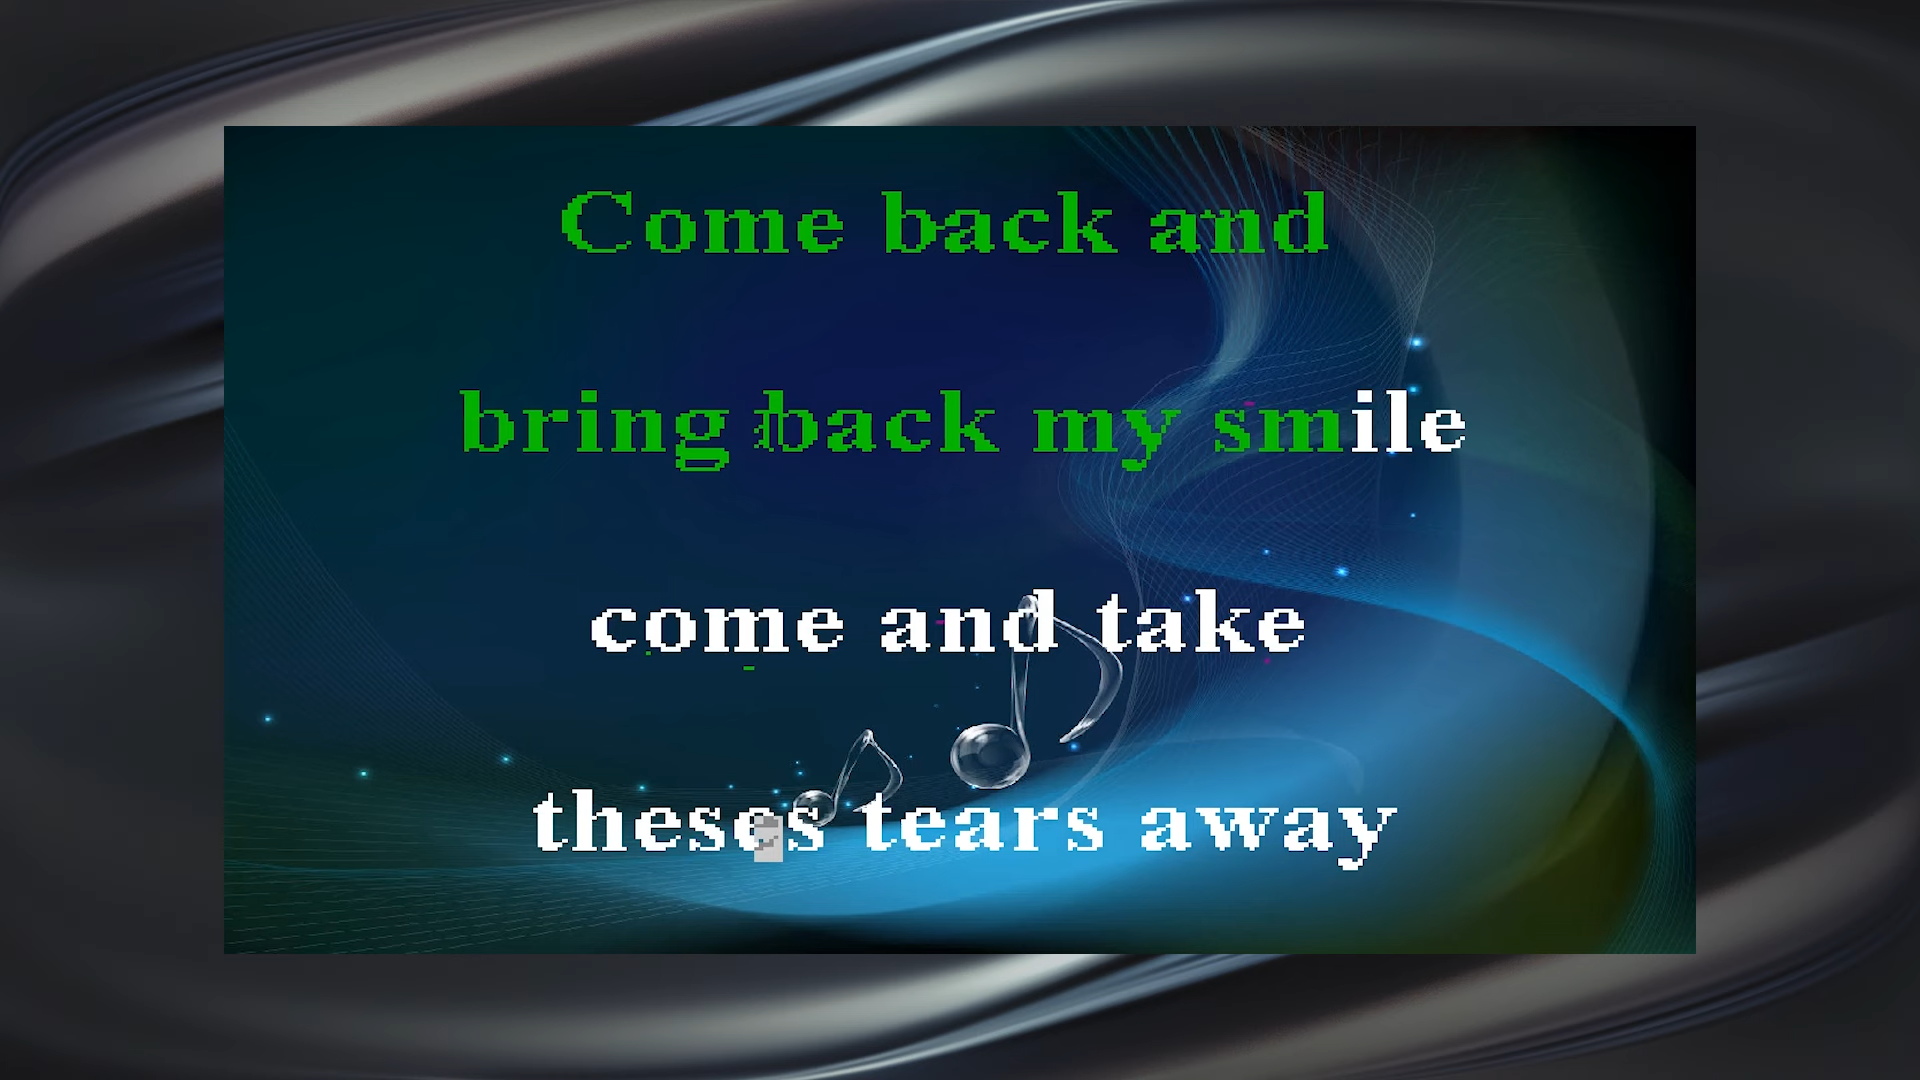 Come back and
bring back my smile
come and take
theses tears away